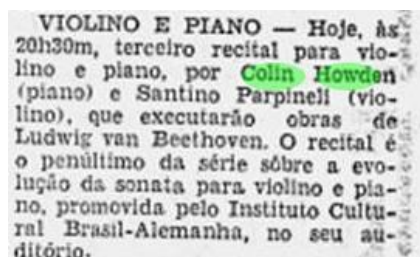 VIOLINO E PIANO — Hoje, às
20h30m, terceiro recital para vio-
lino e piano, por Colin Howden
(piano) e Santino Parpineli (vio-
lino), que executarão obras de
Ludwig van Beethoven. O recital é
o penúltimo da série sôbre a evo-
lução da sonata para violino e pia-
no, promovida pelo Instituto Cultu-
ral Brasil-Alemanha, no seu au-
ditório.